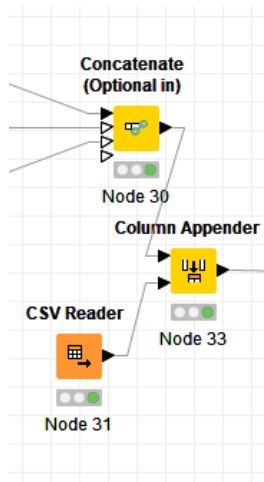 Concatenate
(Optional in)
Node 30
Column Appender
Node 33
CSV Reader
Node 31